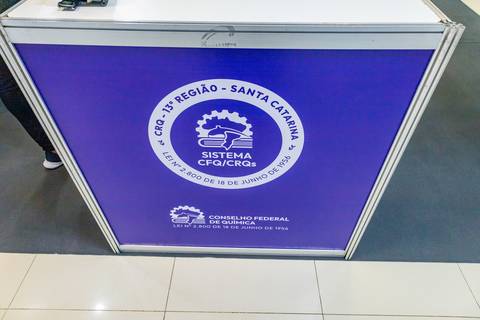 CRQ - 13ª REGIÃO - SANTA CATARINA
SISTEMA
CFQ/CRQs
LEI Nº 2.800 DE 18 DE JUNHO DE 1956
CONSELHO FEDERAL
DE QUÍMICA
LEI Nº 2.800 DE 18 DE JUNHO DE 1956